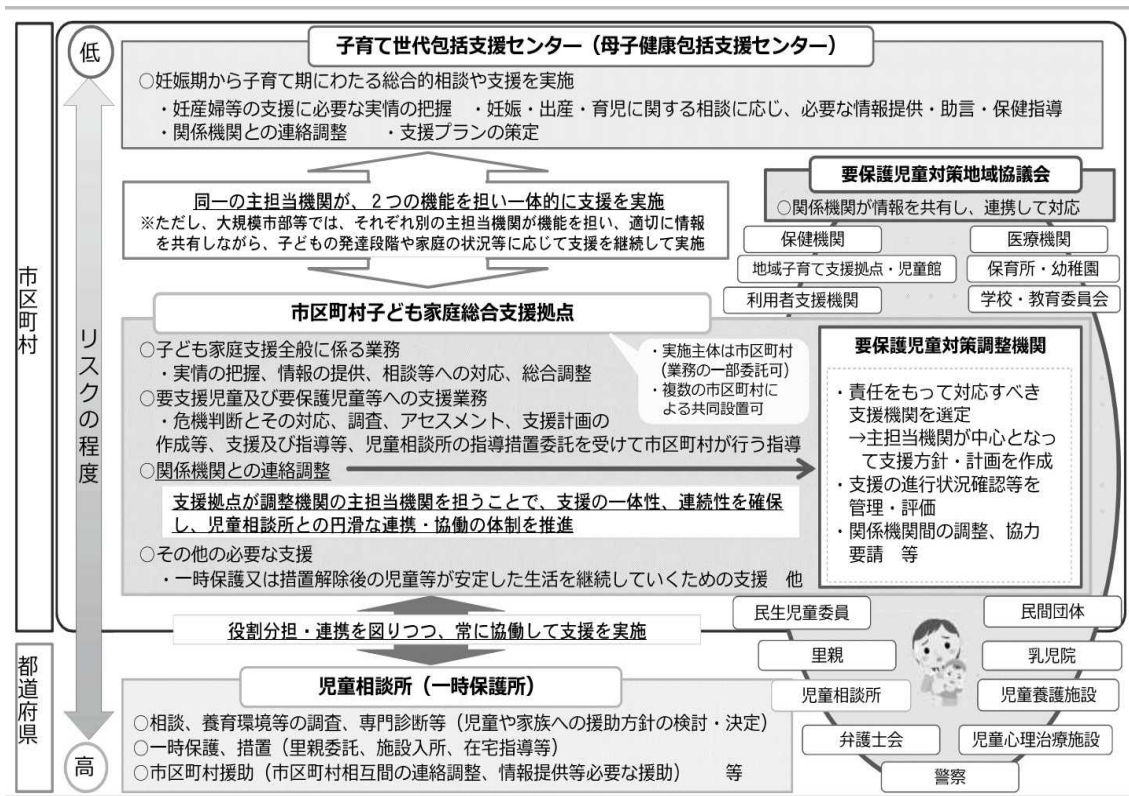 低
子育て世代包括支援センター（母子健康包括支援センター）
○妊娠期から子育て期にわたる総合的相談や支援を実施
・妊産婦等の支援に必要な実情の把握　・妊娠・出産・育児に関する相談に応じ、必要な情報提供・助言・保健指導
・関係機関との連絡調整　　・支援プランの策定
同一の主担当機関が、２つの機能を担い一体的に支援を実施
※ただし、大規模市部等では、それぞれ別の主担当機関が機能を担い、適切に情報
を共有しながら、子どもの発達段階や家庭の状況等に応じて支援を継続して実施
要保護児童対策地域協議会
○関係機関が情報を共有し、連携して対応
保健機関
医療機関
地域子育て支援拠点・児童館
保育所・幼稚園
利用者支援機関
学校・教育委員会
市区町村
リスクの程度
市区町村子ども家庭総合支援拠点
○子ども家庭支援全般に係る業務
・実情の把握、情報の提供、相談等への対応、総合調整
○要支援児童及び要保護児童等への支援業務
・危機判断とその対応、調査、アセスメント、支援計画の
作成等、支援及び指導等、児童相談所の指導措置委託を受けて市区町村が行う指導
○関係機関との連絡調整
支援拠点が調整機関の主担当機関を担うことで、支援の一体性、連続性を確保
し、児童相談所との円滑な連携・協働の体制を推進
○その他の必要な支援
・一時保護又は措置解除後の児童等が安定した生活を継続していくための支援　他
・実施主体は市区町村
（業務の一部委託可）
・複数の市区町村に
よる共同設置可
要保護児童対策調整機関
・責任をもって対応すべき
支援機関を選定
→主担当機関が中心となっ
て支援方針・計画を作成
・支援の進行状況確認等を
管理・評価
・関係機関間の調整、協力
要請　等
役割分担・連携を図りつつ、常に協働して支援を実施
民生児童委員
民間団体
里親
乳児院
児童相談所
児童養護施設
弁護士会
児童心理治療施設
警察
都道府県
児童相談所（一時保護所）
○相談、養育環境等の調査、専門診断等（児童や家族への援助方針の検討・決定）
○一時保護、措置（里親委託、施設入所、在宅指導等）
○市区町村援助（市区町村相互間の連絡調整、情報提供等必要な援助）　　等
高